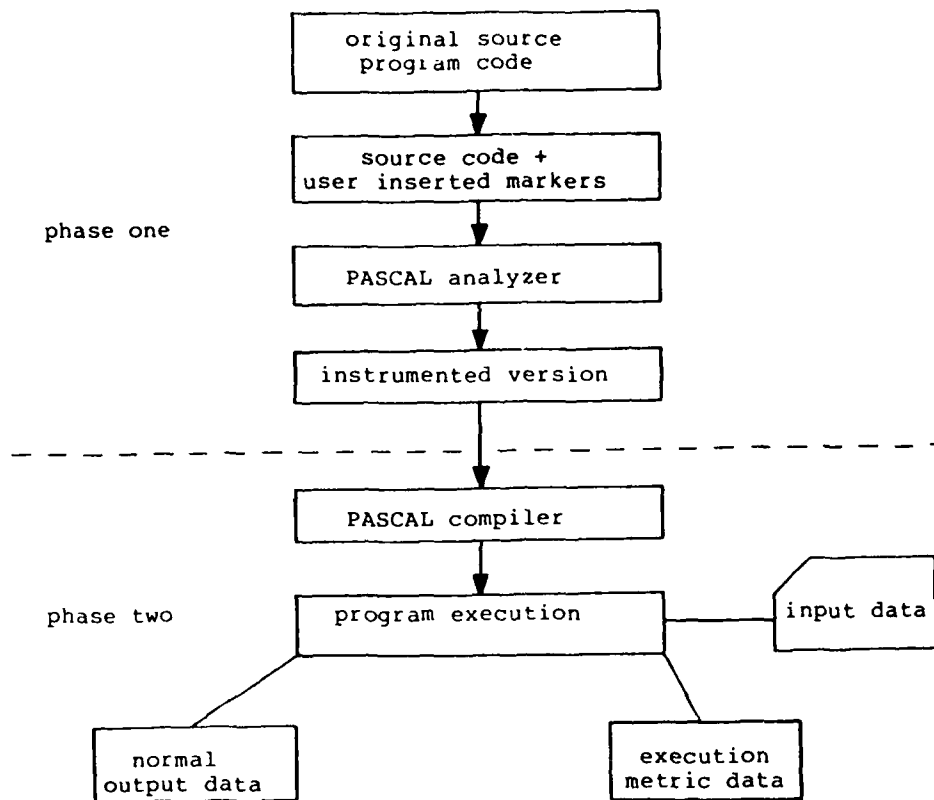 original source
program code
source code +
user inserted markers
phase one
PASCAL analyzer
instrumented version
PASCAL compiler
phase two
program execution
input data
normal
output data
execution
metric data